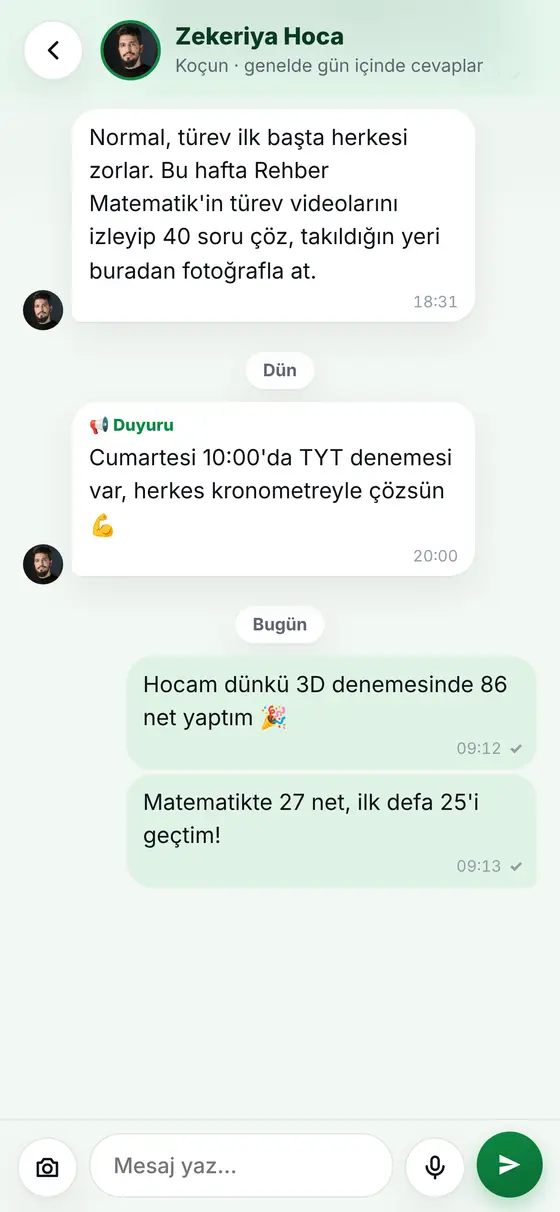 Zekeriya Hoca
Koçun · genelde gün içinde cevaplar
Normal, türev ilk başta herkesi
zorlar. Bu hafta Rehber
Matematik'in türev videolarını
izleyip 40 soru çöz, takıldığın yeri
buradan fotoğrafla at.
18:31
Dün
📢 Duyuru
Cumartesi 10:00'da TYT denemesi
var, herkes kronometreyle çözsün
💪
20:00
Bugün
Hocam dünkü 3D denemesinde 86
net yaptım 🎉
09:12 ✓
Matematikte 27 net, ilk defa 25'i
geçtim!
09:13 ✓
Mesaj yaz...